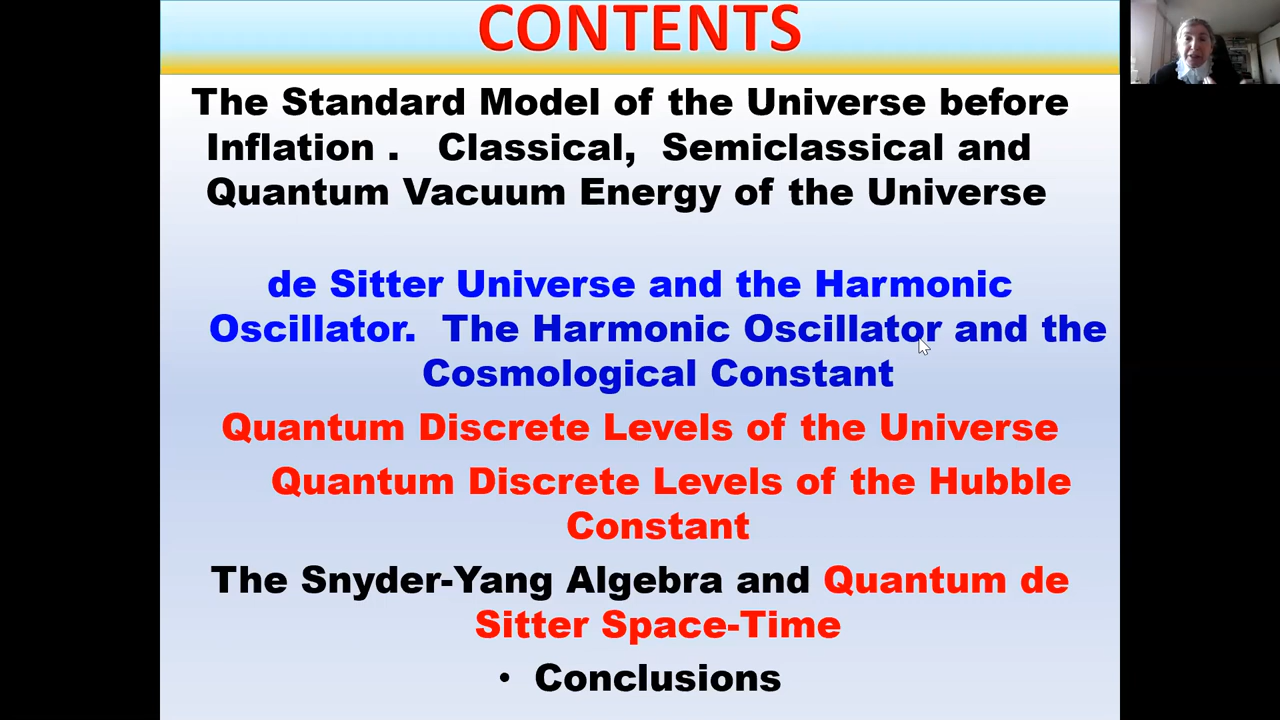 CONTENTS
The Standard Model of the Universe before
Inflation . Classical, Semiclassical and
Quantum Vacuum Energy of the Universe
de Sitter Universe and the Harmonic
Oscillator. The Harmonic Oscillator and the
Cosmological Constant
Quantum Discrete Levels of the Universe
Quantum Discrete Levels of the Hubble
Constant
The Snyder-Yang Algebra and Quantum de
Sitter Space-Time
• Conclusions